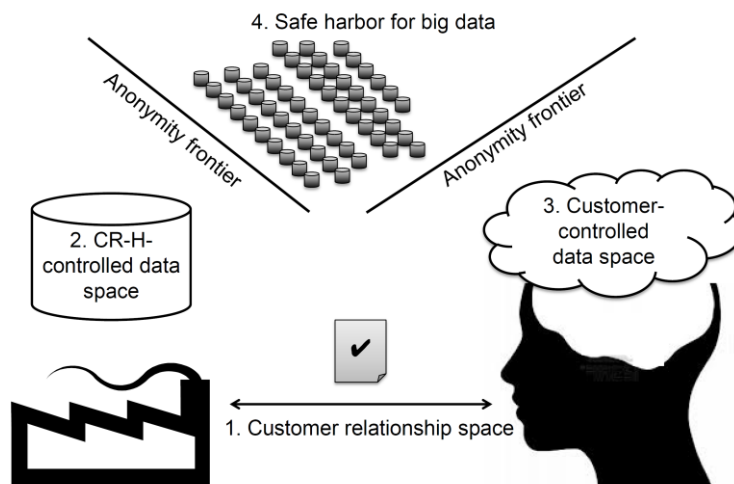 4. Safe harbor for big data
Anonymity frontier
Anonymity frontier
2. CR-H-
controlled data
space
3. Customer-
controlled
data space
✔
1. Customer relationship space